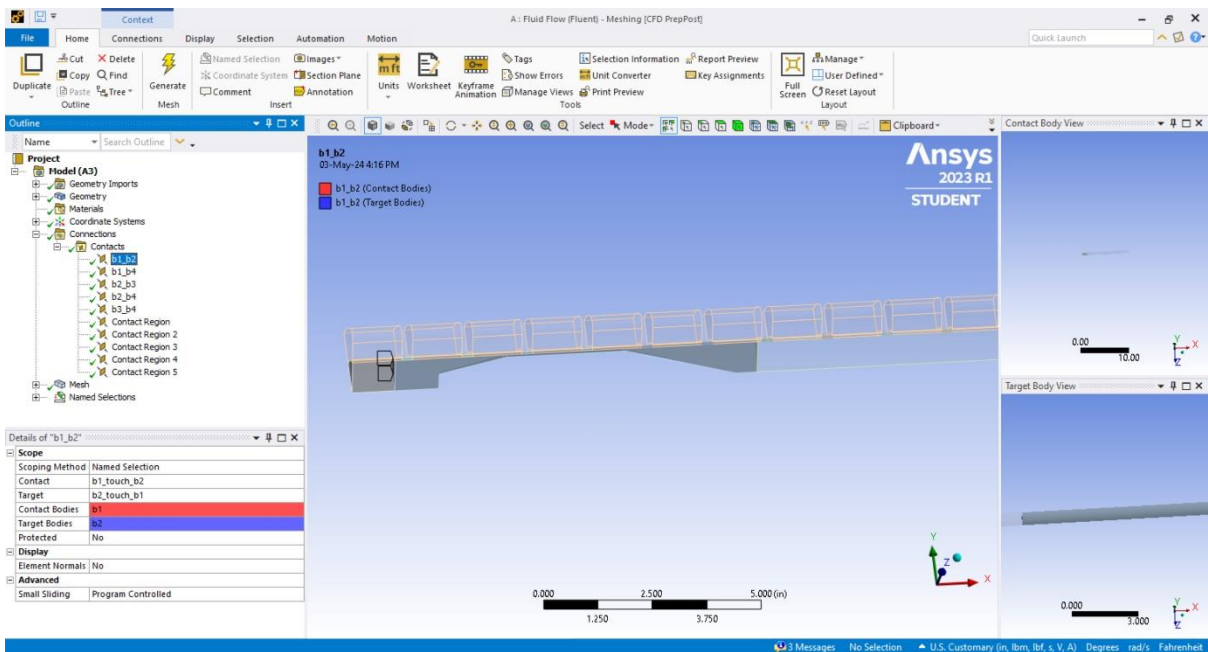 Context
A : Fluid Flow (Fluent) - Meshing [CFD PrepPost]
File Home Connections Display Selection Automation Motion
Quick Launch
Duplicate
Cut
Copy
Paste
Delete
Find
Tree
Outline
Generate
Mesh
Named Selection
Coordinate System
Comment
Images
Section Plane
Annotation
Insert
mft
Units
Worksheet
Keyframe
Animation
Tags
Show Errors
Manage Views
Selection Information
Unit Converter
Print Preview
Report Preview
Key Assignments
Tools
Full
Screen
Manage
User Defined
Reset Layout
Layout
Outline
Name Search Outline
Project
Model (A3)
Geometry Imports
Geometry
Materials
Coordinate Systems
Connections
Contacts
b1_b2
b1_b4
b2_b3
b2_b4
b3_b4
Contact Region
Contact Region 2
Contact Region 3
Contact Region 4
Contact Region 5
Mesh
Named Selections
Details of "b1_b2"
Scope
Scoping Method Named Selection
Contact b1_touch_b2
Target b2_touch_b1
Contact Bodies b1
Target Bodies b2
Protected No
Display
Element Normals No
Advanced
Small Sliding Program Controlled
Select Mode Clipboard
b1_b2
03-May-24 4:16 PM
b1_b2 (Contact Bodies)
b1_b2 (Target Bodies)
Ansys
2023 R1
STUDENT
B
B
Y
Z
X
0.000 2.500 5.000 (in)
1.250 3.750
Contact Body View
0.00
10.00
Y
X
Z
Target Body View
0.000
3.000
Y
X
Z
3 Messages No Selection U.S. Customary (in, lbm, lbf, s, V, A) Degrees rad/s Fahrenheit